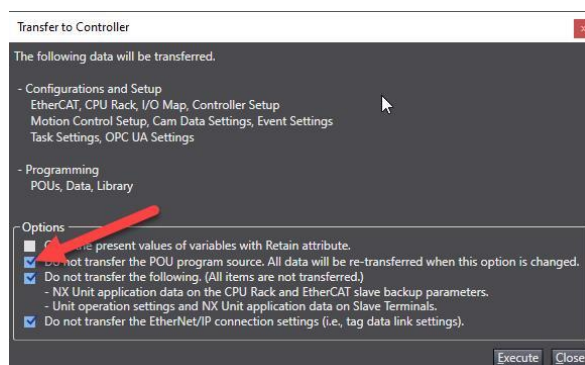 Transfer to Controller
The following data will be transferred.
- Configurations and Setup
EtherCAT, CPU Rack, I/O Map, Controller Setup
Motion Control Setup, Cam Data Settings, Event Settings
Task Settings, OPC UA Settings
- Programming
POUs, Data, Library
Options
present values of variables with Retain attribute.
not transfer the POU program source. All data will be re-transferred when this option is changed.
Do not transfer the following. (All items are not transferred.)
- NX Unit application data on the CPU Rack and EtherCAT slave backup parameters.
- Unit operation settings and NX Unit application data on Slave Terminals.
Do not transfer the EtherNet/IP connection settings (i.e., tag data link settings).
Execute Close